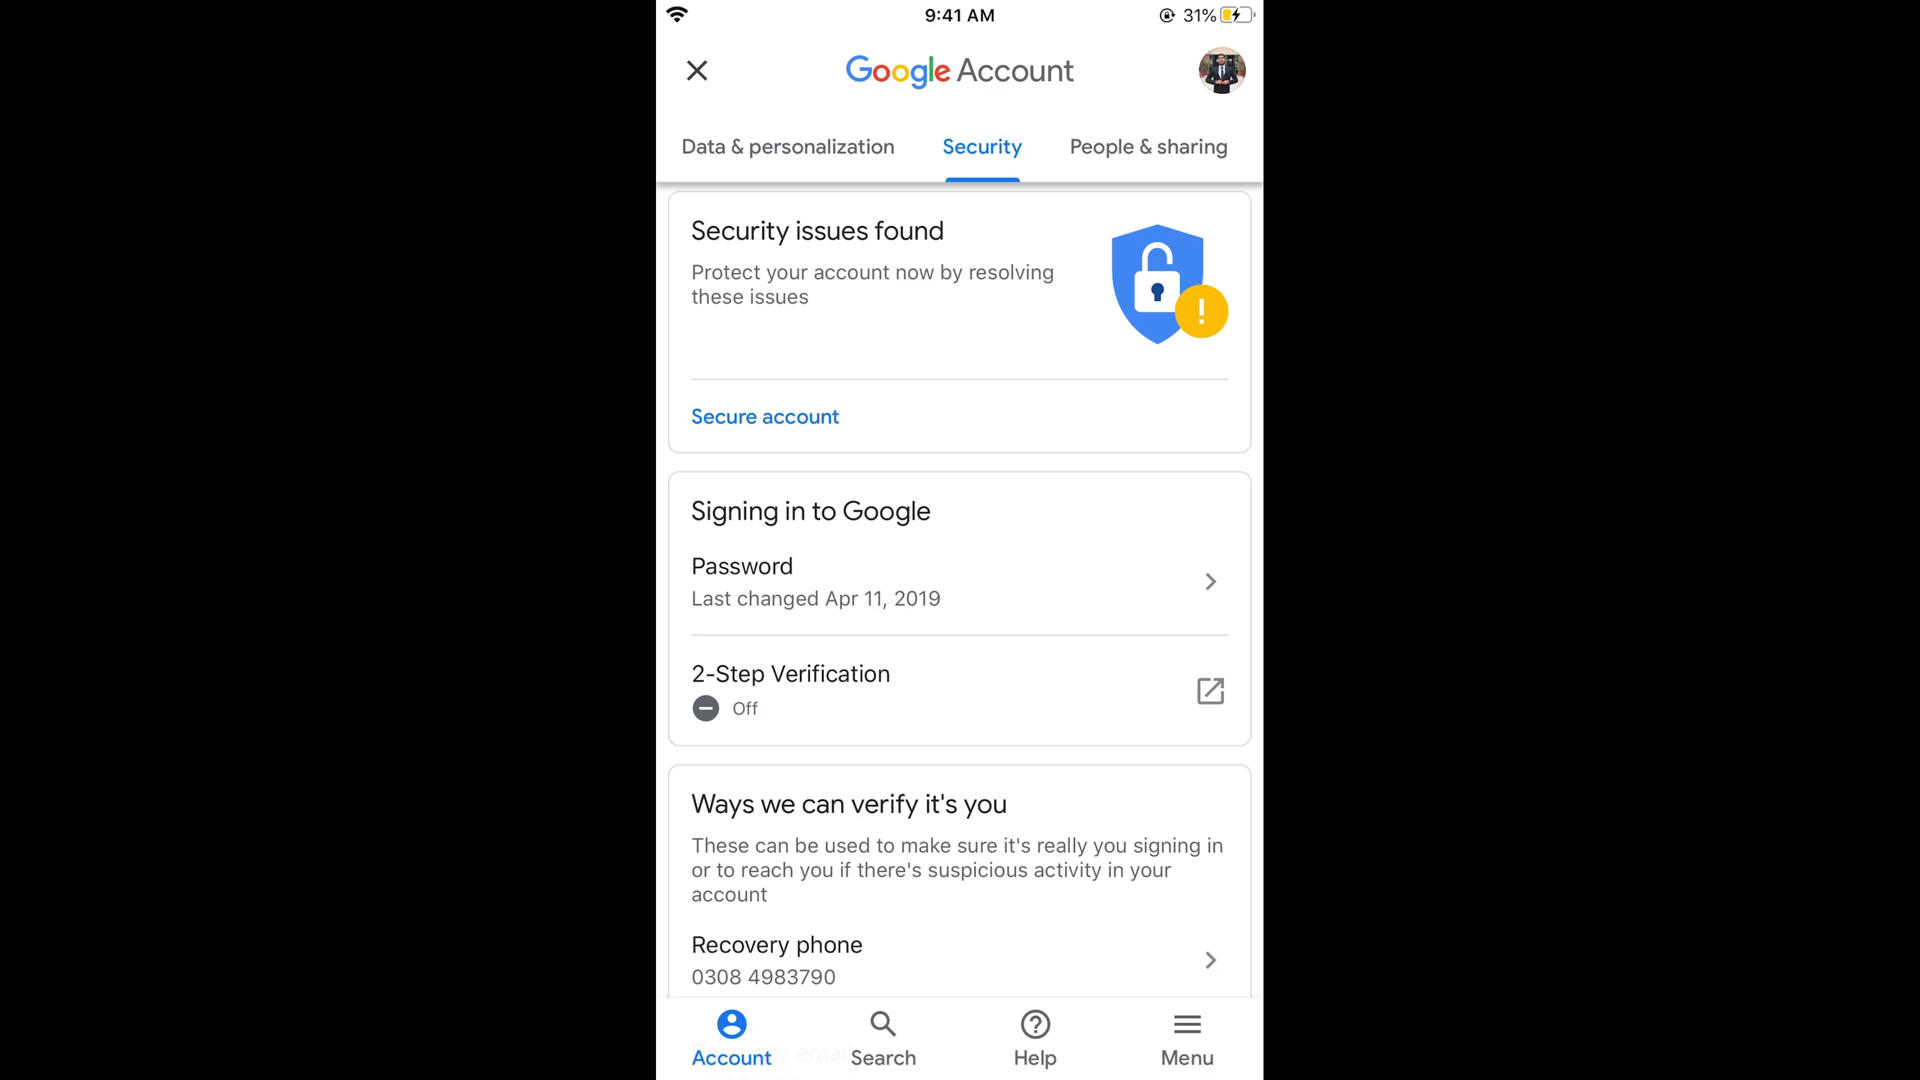 9:41 AM
31%
Google Account
Data & personalization Security People & sharing
Security issues found
Protect your account now by resolving
these issues
Secure account
Signing in to Google
Password
Last changed Apr 11, 2019
2-Step Verification
Off
Ways we can verify it's you
These can be used to make sure it's really you signing in
or to reach you if there's suspicious activity in your
account
Recovery phone
0308 4983790
Account Search Help Menu